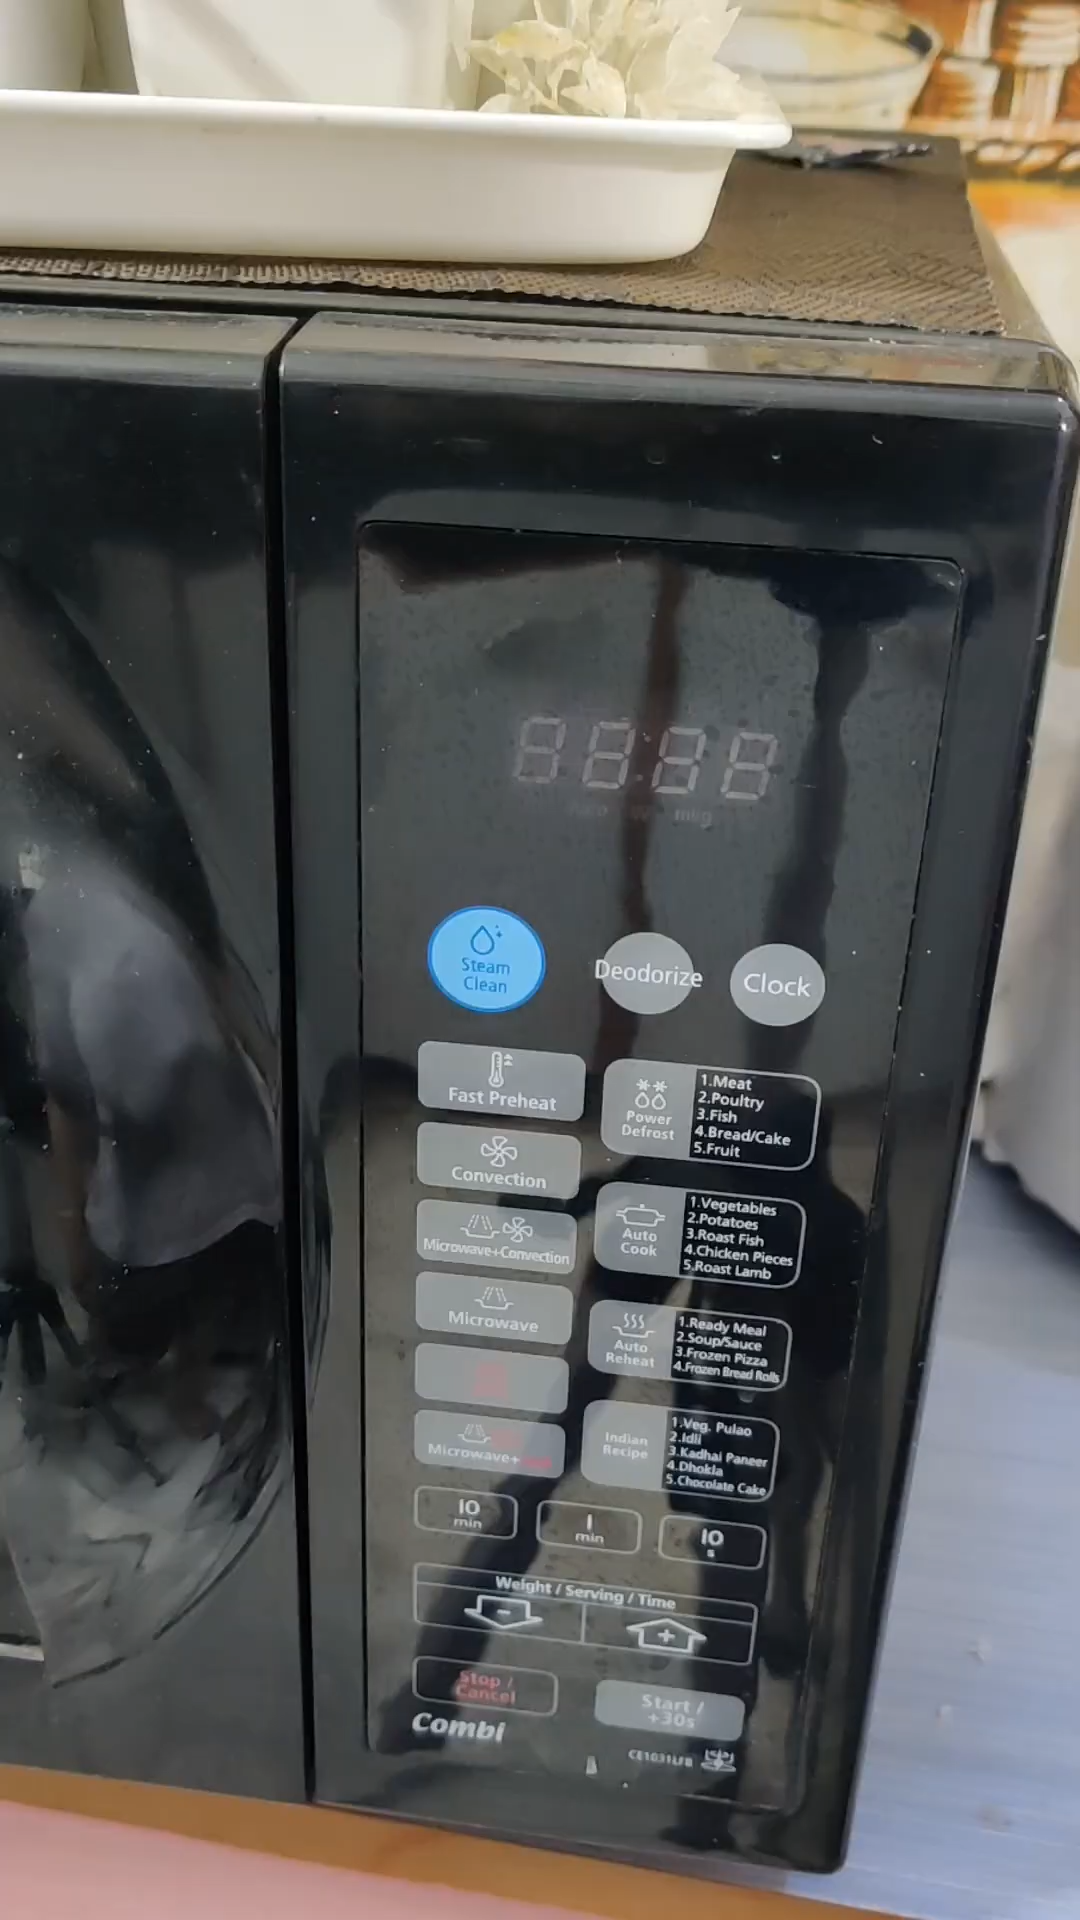 Steam
Clean
Deodorize
Clock
Fast Preheat
Convection
Microwave+Convection
Microwave
Microwave+
Power
Defrost
1.Meat
2.Poultry
3.Fish
4.Bread/Cake
5.Fruit
Auto
Cook
1.Vegetables
2.Potatoes
3.Roast Fish
4.Chicken Pieces
5.Roast Lamb
Auto
Reheat
1.Ready Meal
2.Soup/Sauce
3.Frozen Pizza
4.Frozen Bread Rolls
Indian
Recipe
1.Veg. Pulao
2.Idli
3.Kadhai Paneer
4.Dhokla
5.Chocolate Cake
10
min
1
min
10
s
Weight / Serving / Time
-
+
Stop /
Cancel
Start /
+30s
Combi
CE1031LFB